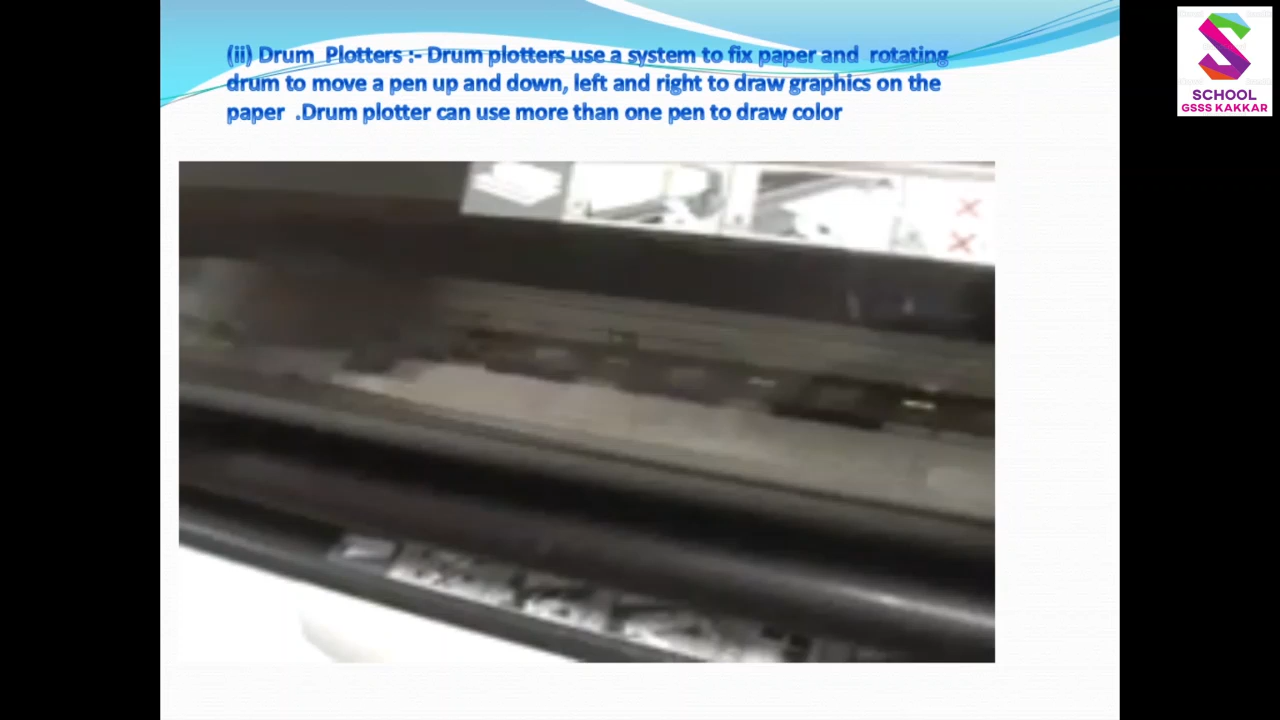 (ii) Drum Plotters :- Drum plotters use a system to fix paper and rotating
drum to move a pen up and down, left and right to draw graphics on the
paper .Drum plotter can use more than one pen to draw color
SCHOOL
GSSS KAKKAR